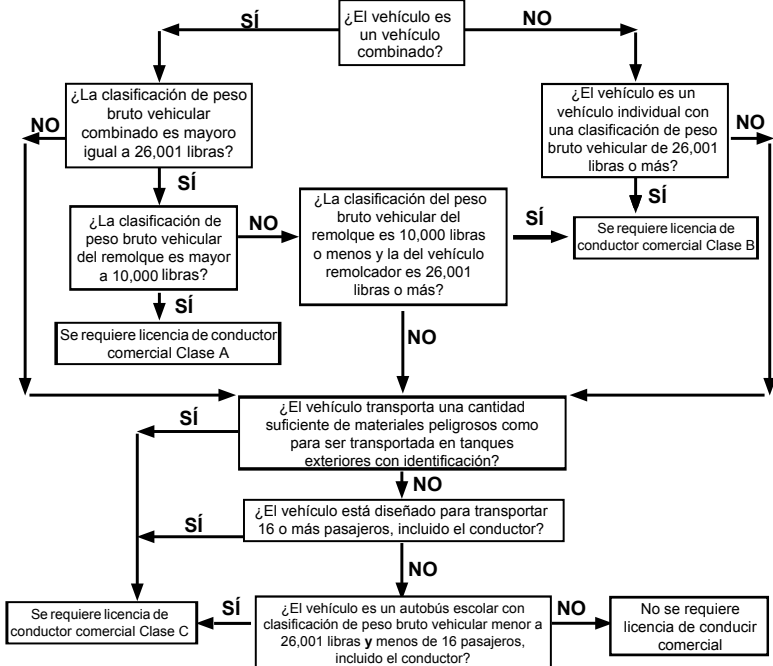 ¿El vehículo es
un vehículo
combinado?
SÍ
NO
¿La clasificación de peso
bruto vehicular
combinado es mayoro
igual a 26,001 libras?
NO
SÍ
¿El vehículo es un
vehículo individual con
una clasificación de peso
bruto vehicular de 26,001
libras o más?
NO
SÍ
¿La clasificación de
peso bruto vehicular
del remolque es mayor
a 10,000 libras?
NO
SÍ
¿La clasificación del peso
bruto vehicular del
remolque es 10,000 libras
o menos y la del vehículo
remolcador es 26,001
libras o más?
SÍ
NO
Se requiere licencia de
conductor comercial Clase B
Se requiere licencia de conductor
comercial Clase A
¿El vehículo transporta una cantidad
suficiente de materiales peligrosos como
para ser transportada en tanques
exteriores con identificación?
SÍ
NO
¿El vehículo está diseñado para transportar
16 o más pasajeros, incluido el conductor?
SÍ
NO
¿El vehículo es un autobús escolar con
clasificación de peso bruto vehicular menor a
26,001 libras y menos de 16 pasajeros,
incluido el conductor?
SÍ
NO
Se requiere licencia de
conductor comercial Clase C
No se requiere
licencia de conducir
comercial